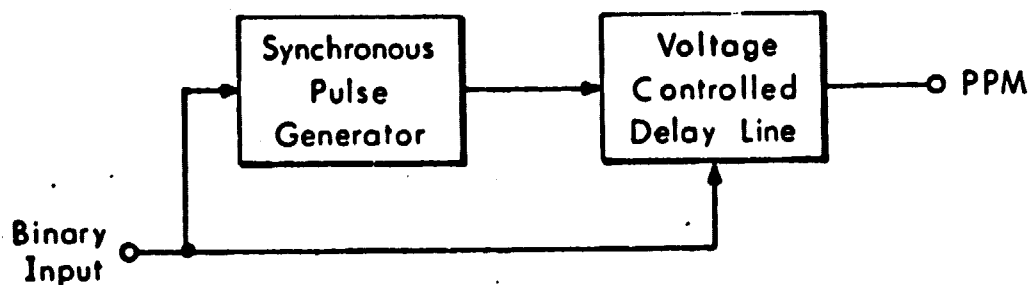 Synchronous
Pulse
Generator
Voltage
Controlled
Delay Line
PPM
Binary
Input